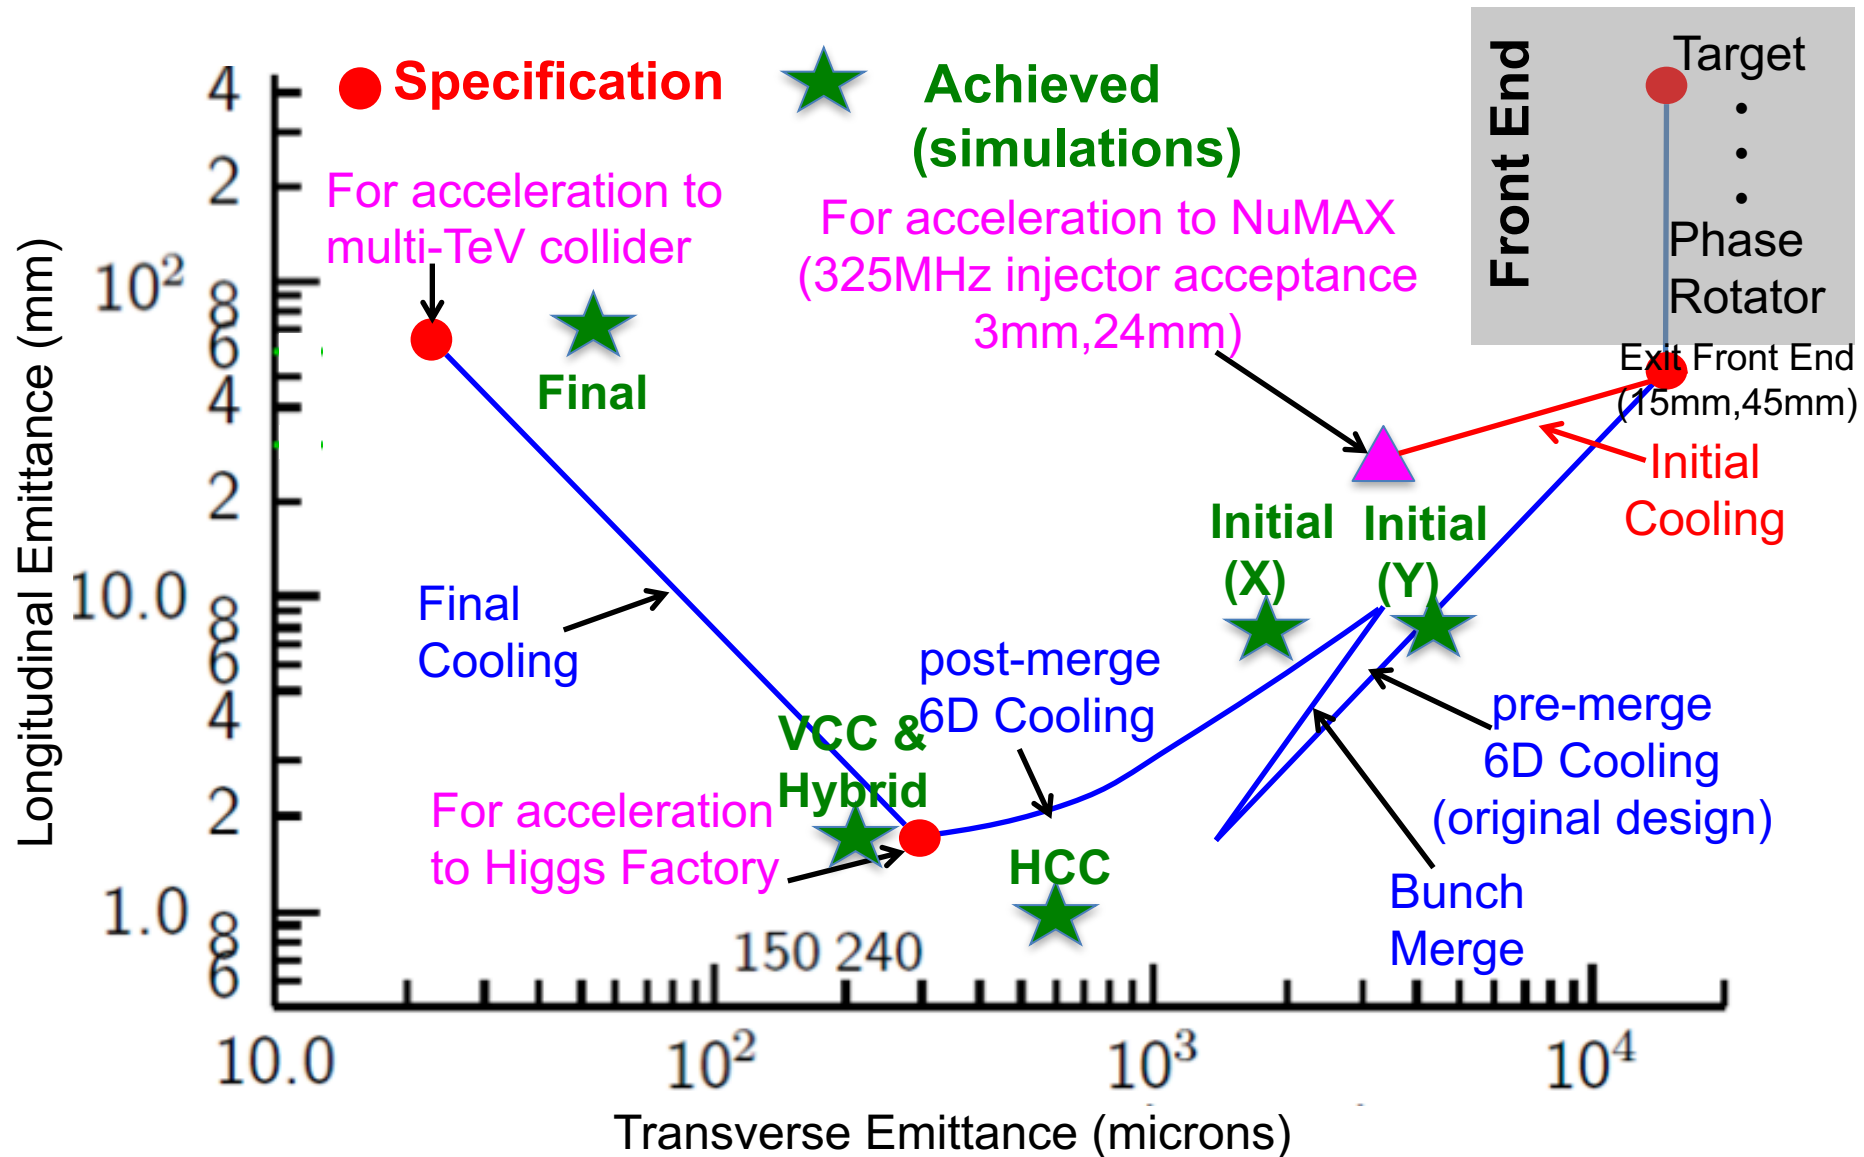 Specification
Achieved
(simulations)
Front End
Target
Phase
Rotator
Exit Front End
(15mm,45mm)
For acceleration to
multi-TeV collider
For acceleration to NuMAX
(325MHz injector acceptance
3mm,24mm)
Final
Initial
Cooling
Initial
(X)
Initial
(Y)
Final
Cooling
post-merge
6D Cooling
pre-merge
6D Cooling
(original design)
VCC &
Hybrid
For acceleration
to Higgs Factory
HCC
Bunch
Merge
150 240
4
2
10²
8
6
4
2
10.0
8
6
4
2
1.0
8
6
10.0
10²
10³
10⁴
Longitudinal Emittance (mm)
Transverse Emittance (microns)